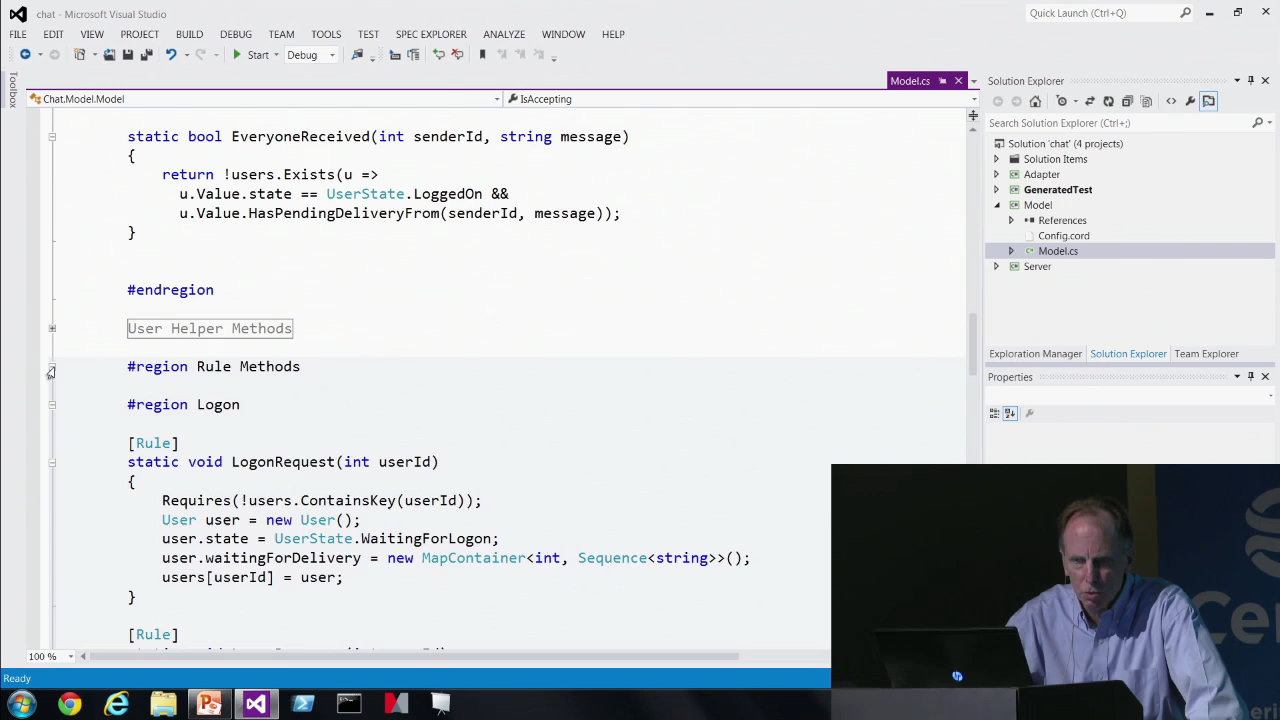 chat - Microsoft Visual Studio
Quick Launch (Ctrl+Q)
FILE EDIT VIEW PROJECT BUILD DEBUG TEAM TOOLS TEST SPEC EXPLORER ANALYZE WINDOW HELP
Start Debug
Toolbox
Model.cs
Solution Explorer
Chat.Model.Model
IsAccepting
Search Solution Explorer (Ctrl+;)
static bool EveryoneReceived(int senderId, string message)
{
return !users.Exists(u =>
u.Value.state == UserState.LoggedOn &&
u.Value.HasPendingDeliveryFrom(senderId, message));
}
#endregion
User Helper Methods
#region Rule Methods
#region Logon
[Rule]
static void LogonRequest(int userId)
{
Requires(!users.ContainsKey(userId));
User user = new User();
user.state = UserState.WaitingForLogon;
user.waitingForDelivery = new MapContainer<int, Sequence<string>>();
users[userId] = user;
}
[Rule]
Solution 'chat' (4 projects)
Solution Items
Adapter
GeneratedTest
Model
References
Config.cord
Model.cs
Server
Exploration Manager Solution Explorer Team Explorer
Properties
100 %
Ready